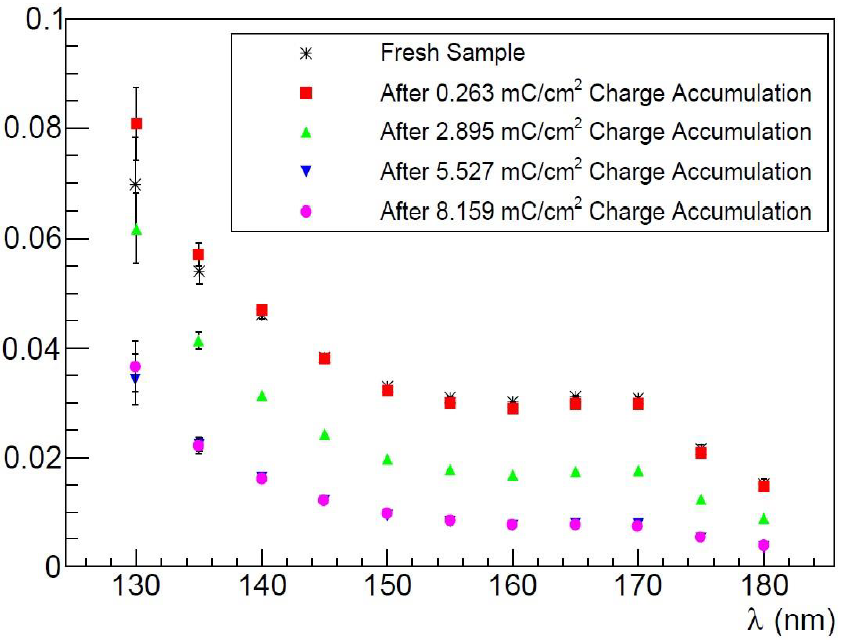 0.1
0.08
0.06
0.04
0.02
0
Fresh Sample
After 0.263 mC/cm² Charge Accumulation
After 2.895 mC/cm² Charge Accumulation
After 5.527 mC/cm² Charge Accumulation
After 8.159 mC/cm² Charge Accumulation
130 140 150 160 170 180
λ (nm)